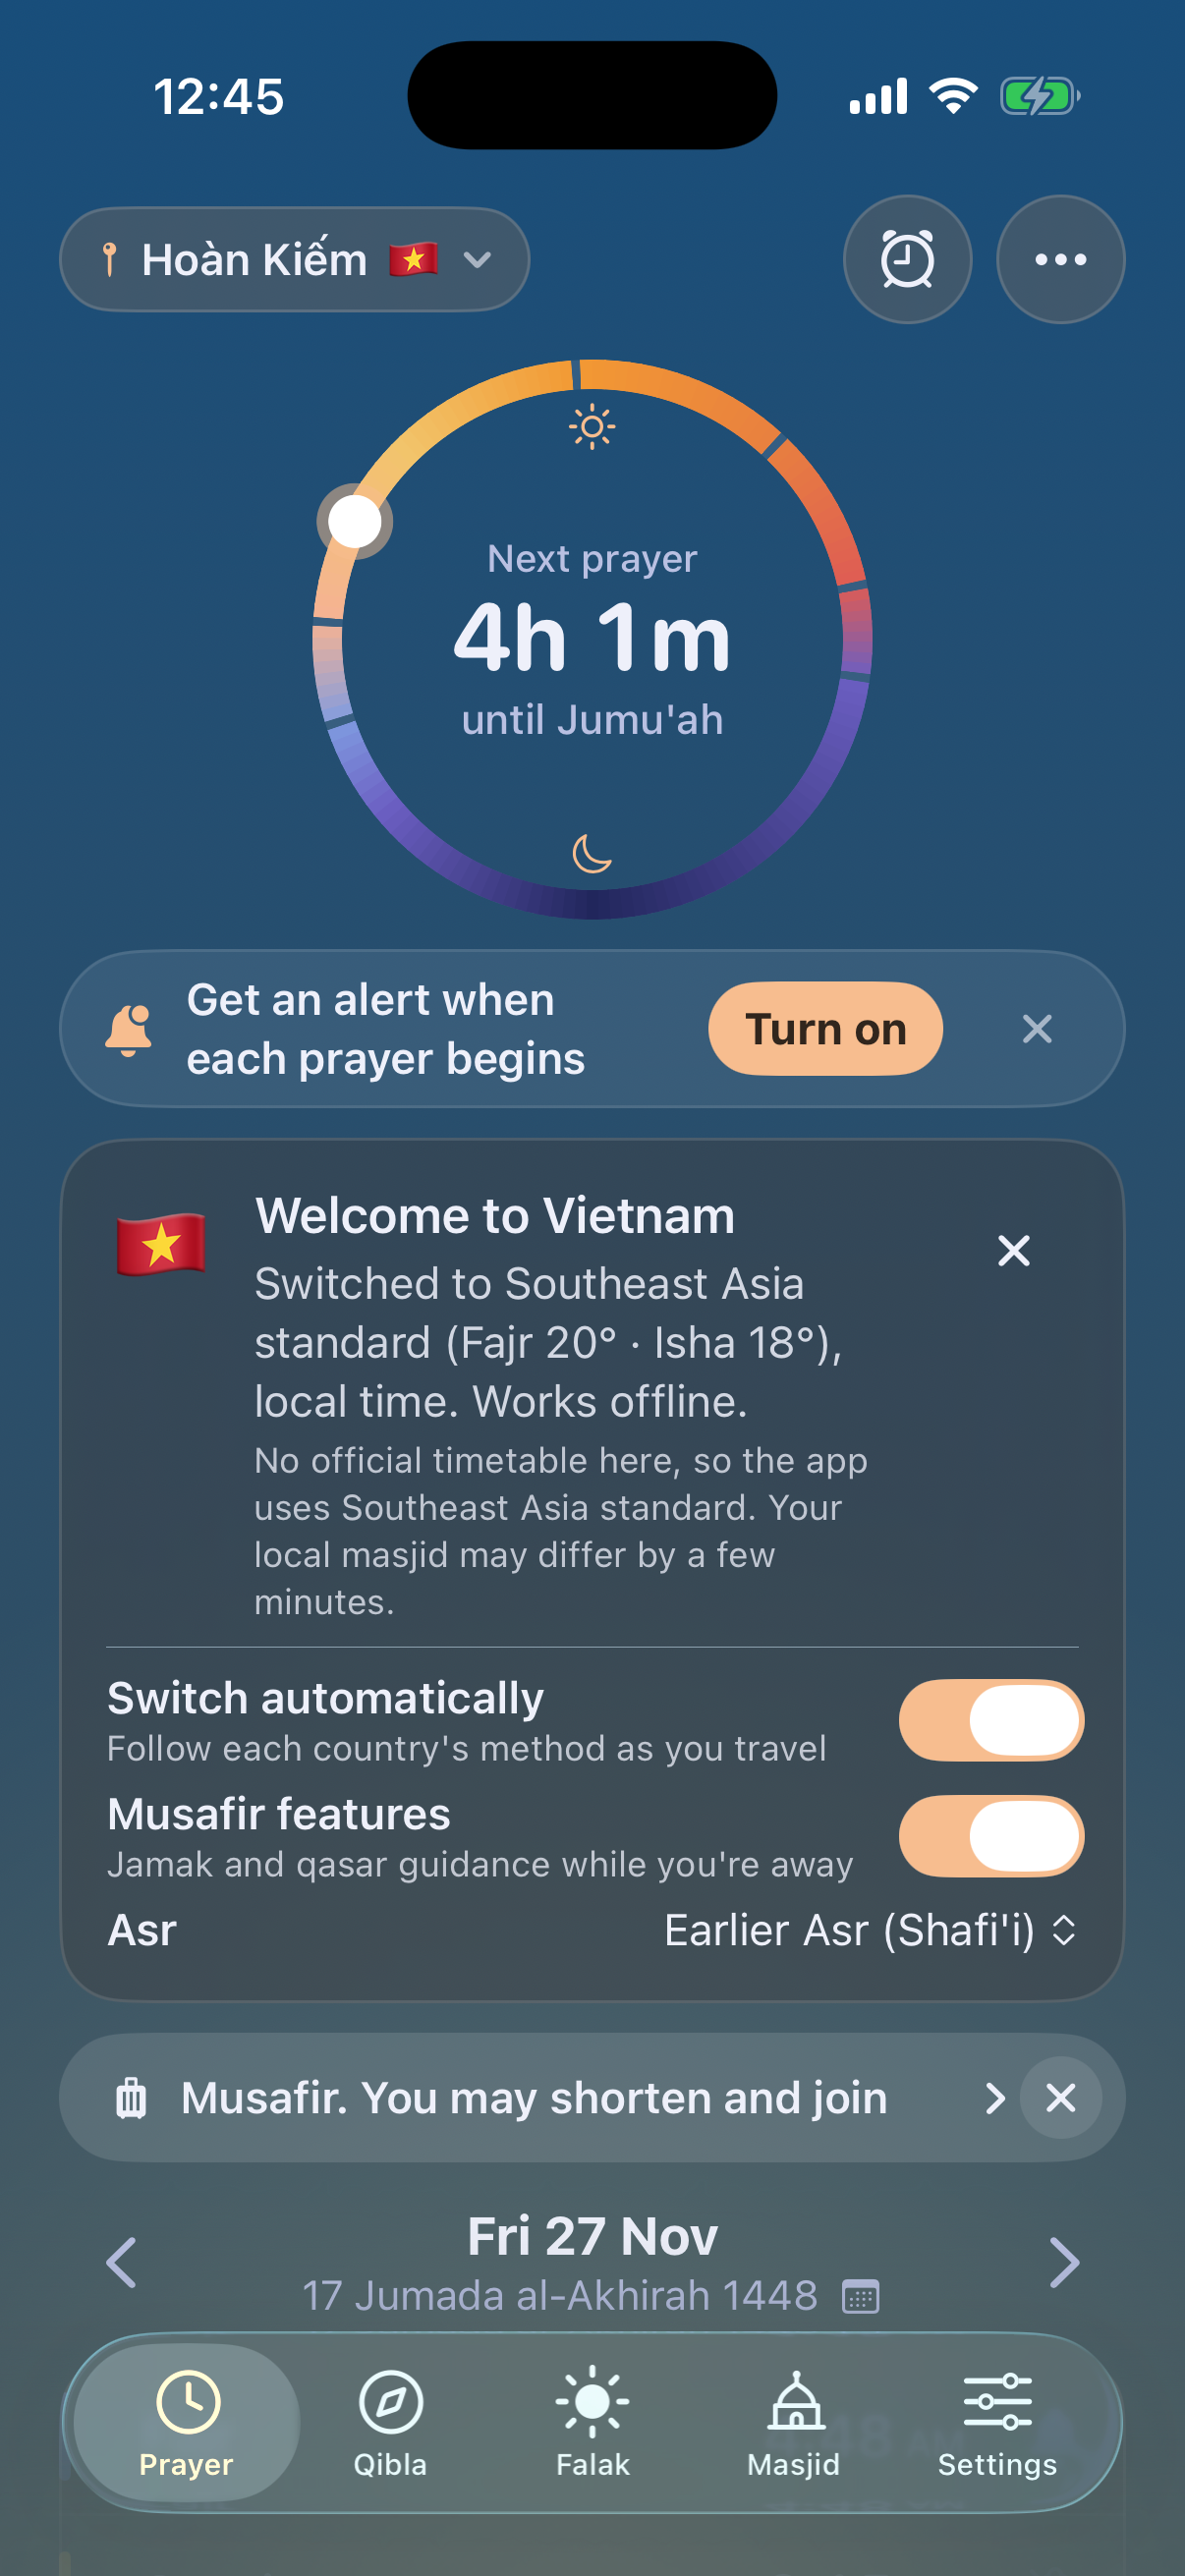 12:45
Hoàn Kiếm
Next prayer
4h 1m
until Jumu'ah
Get an alert when
each prayer begins
Turn on
Welcome to Vietnam
Switched to Southeast Asia
standard (Fajr 20° · Isha 18°),
local time. Works offline.
No official timetable here, so the app
uses Southeast Asia standard. Your
local masjid may differ by a few
minutes.
Switch automatically
Follow each country's method as you travel
Musafir features
Jamak and qasar guidance while you're away
Asr
Earlier Asr (Shafi'i)
Musafir. You may shorten and join
Fri 27 Nov
17 Jumada al-Akhirah 1448
Prayer
Qibla
Falak
Masjid
Settings